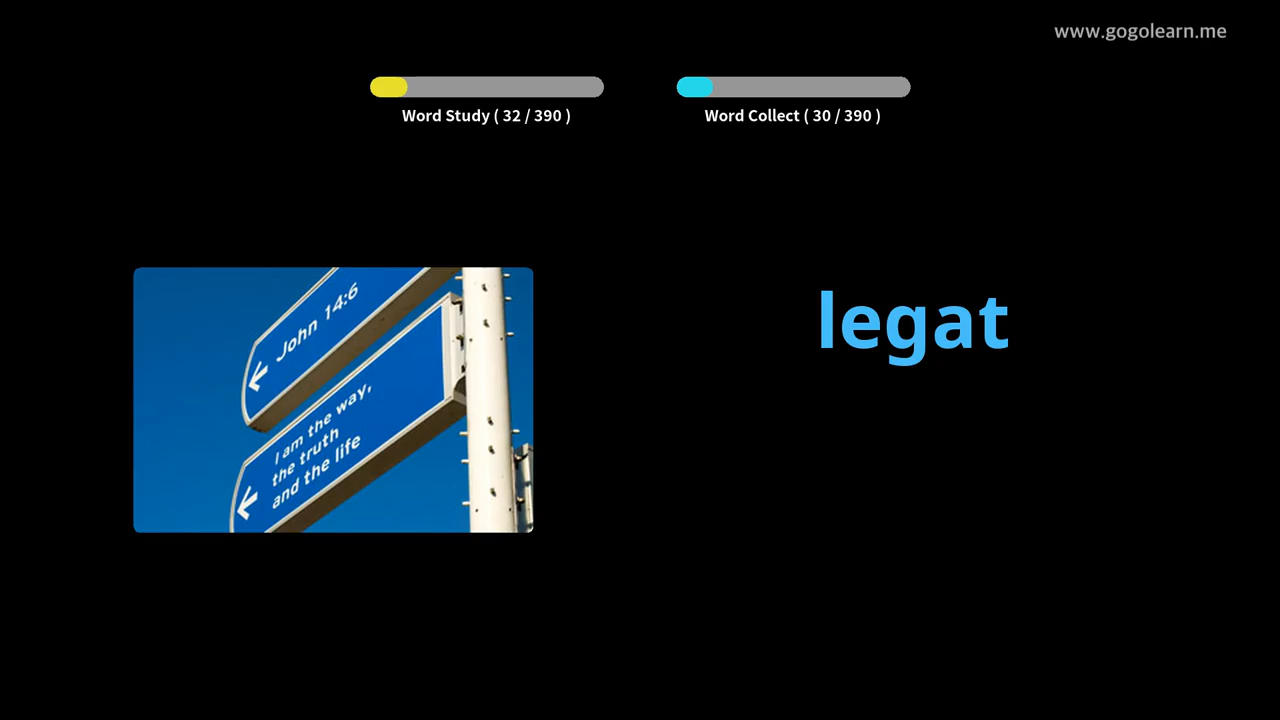 www.gogolearn.me
Word Study ( 32 / 390 )
Word Collect ( 30 / 390 )
John 14:6
I am the way,
the truth
and the life
legat